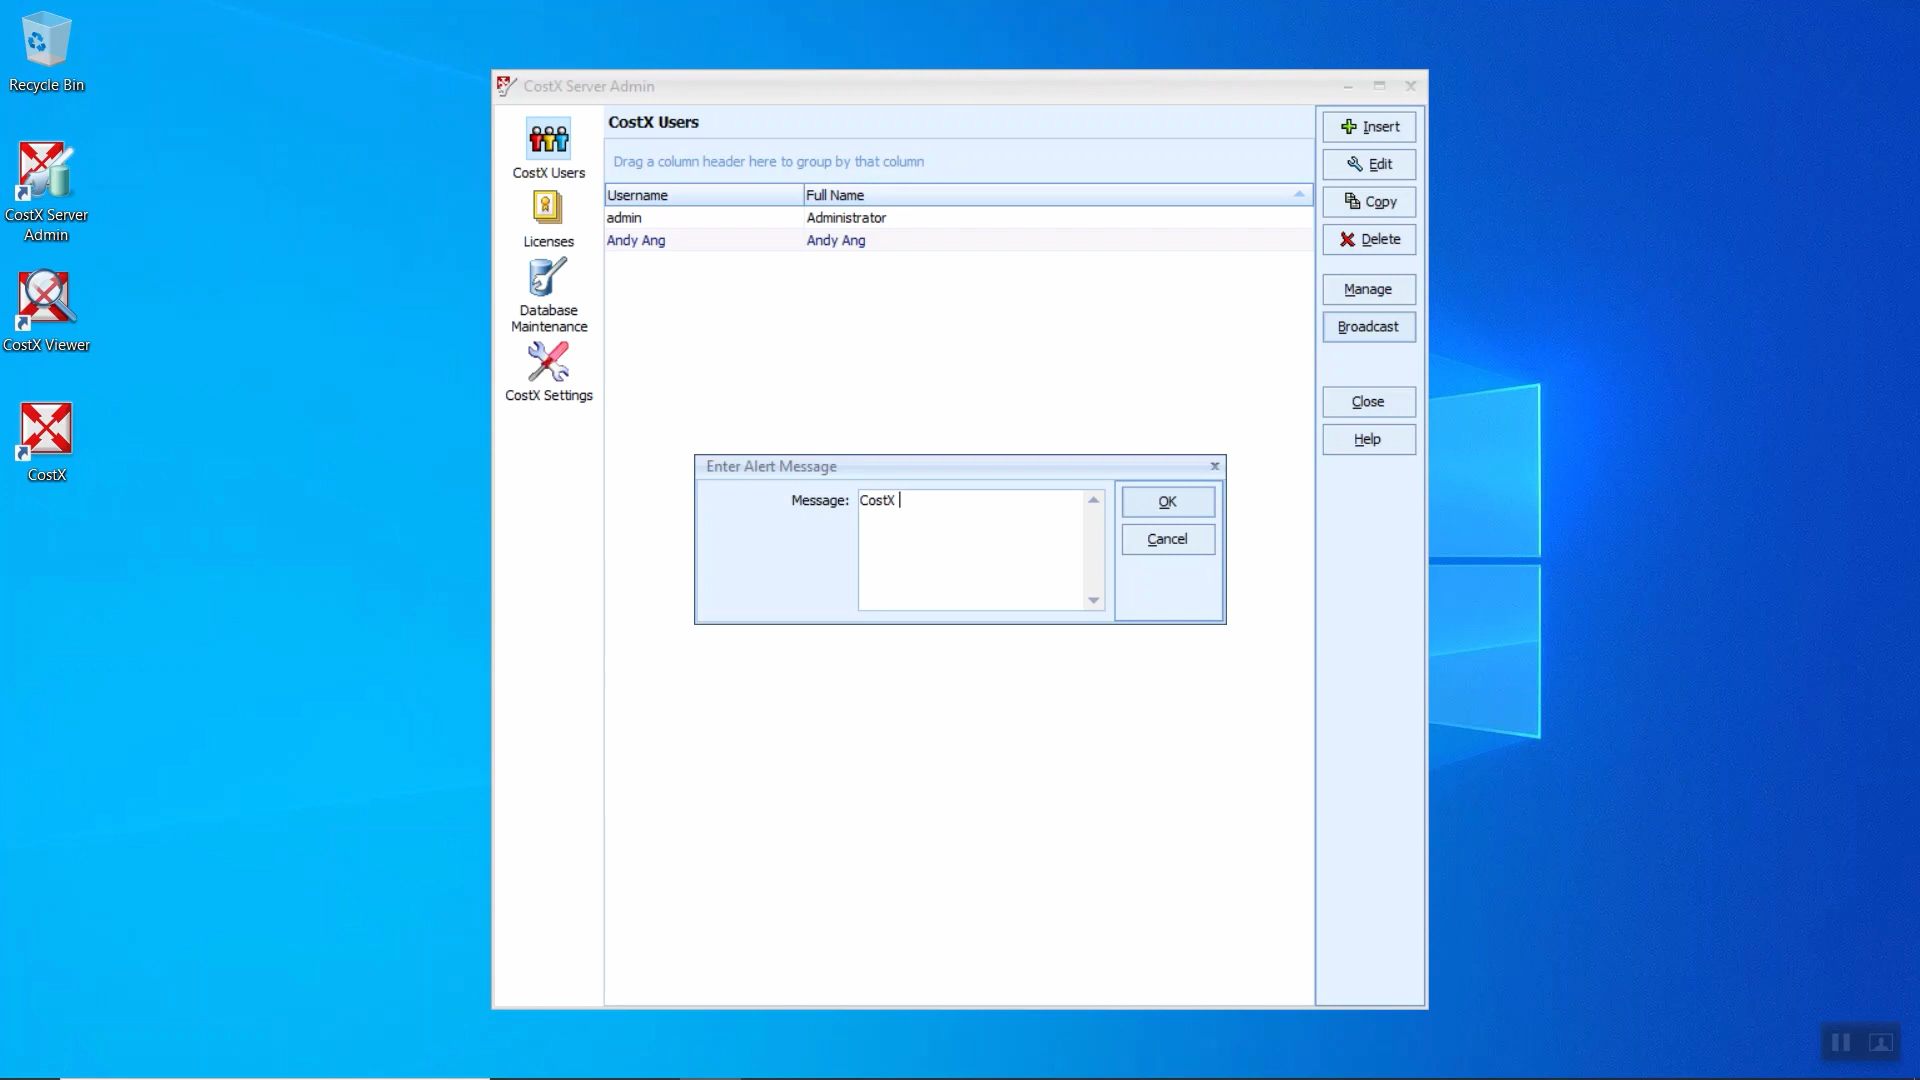 Recycle Bin
CostX Server
Admin
CostX Viewer
CostX
CostX Server Admin
CostX Users
Licenses
Database
Maintenance
CostX Settings
CostX Users
Drag a column header here to group by that column
Username Full Name
admin Administrator
Andy Ang Andy Ang
Insert
Edit
Copy
Delete
Manage
Broadcast
Close
Help
Enter Alert Message
Message: CostX
OK
Cancel